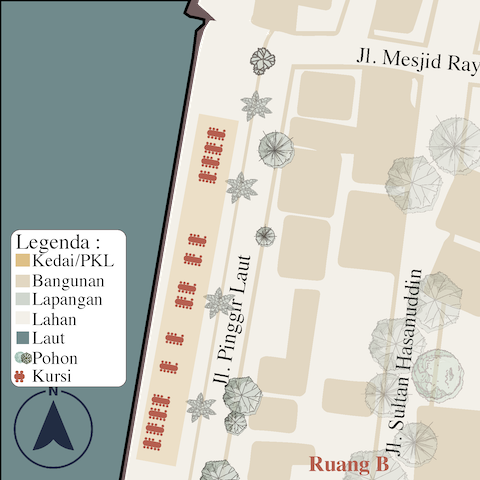 Jl. Mesjid Ray
Legenda :
Kedai/PKL
Bangunan
Lapangan
Lahan
Laut
Pohon
Kursi
N
Jl. Pinggir Laut
Jl. Sultan Hasanuddin
Ruang B